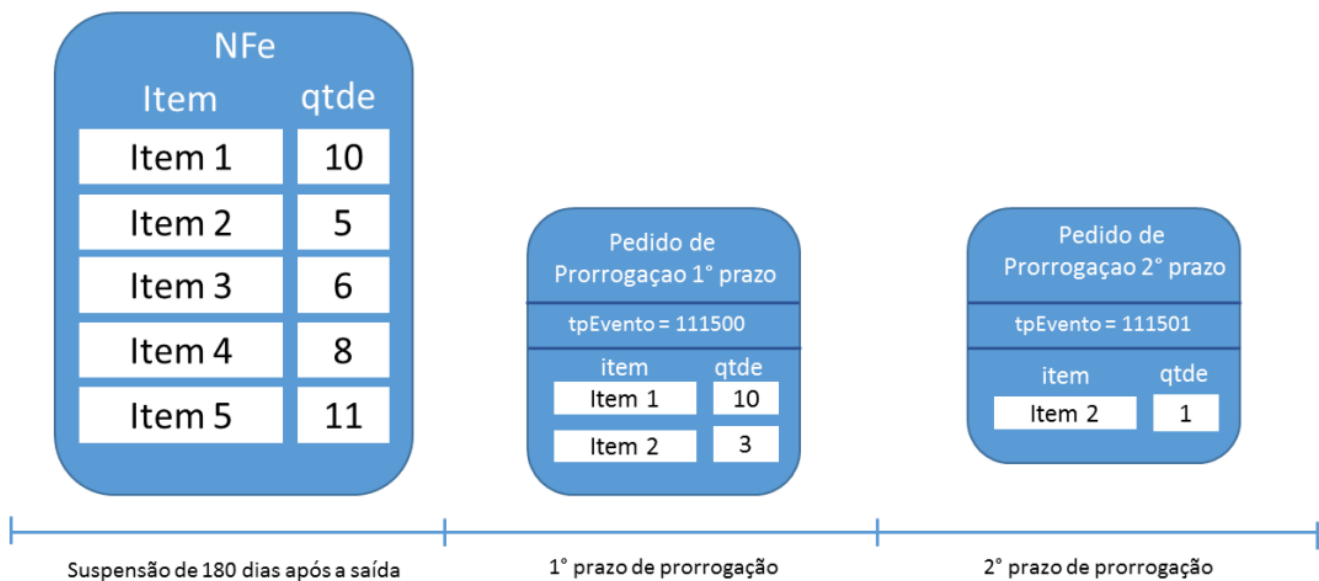 NFe
Item qtde
Item 1 10
Item 2 5
Item 3 6
Item 4 8
Item 5 11
Pedido de
Prorrogaçao 1° prazo
tpEvento = 111500
item qtde
Item 1 10
Item 2 3
Pedido de
Prorrogaçao 2° prazo
tpEvento = 111501
item qtde
Item 2 1
Suspensão de 180 dias após a saída
1° prazo de prorrogação
2° prazo de prorrogação